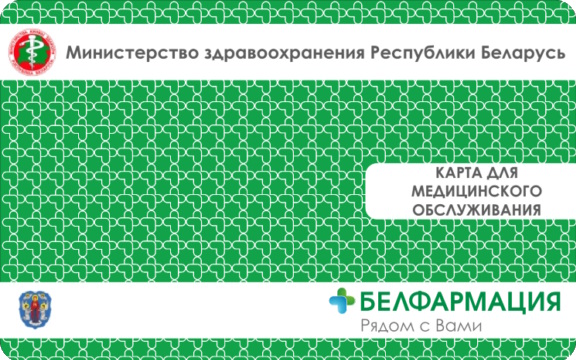 Министерство здравоохранения Республики Беларусь
КАРТА ДЛЯ
МЕДИЦИНСКОГО
ОБСЛУЖИВАНИЯ
БЕЛФАРМАЦИЯ
Рядом с Вами